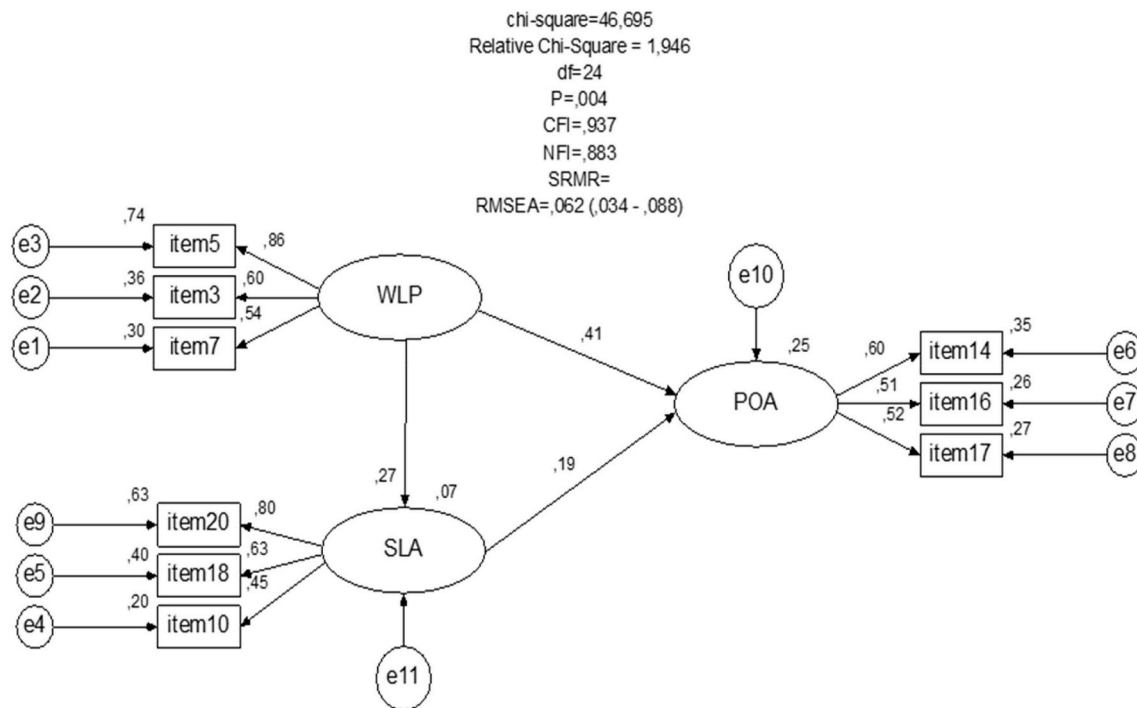 chi-square=46,695
Relative Chi-Square = 1,946
df=24
P=,004
CFI=,937
NFI=,883
SRMR=
RMSEA=,062 (,034 - ,088)
,74
e3
item5
,86
,36
e2
item3
,60
,30
e1
item7
,54
WLP
,41
e10
,25
POA
,60
item14
,35
e6
,51
item16
,26
e7
,52
item17
,27
e8
,19
,27
,07
SLA
,63
e9
item20
,80
,40
e5
item18
,63
,20
e4
item10
,45
e11